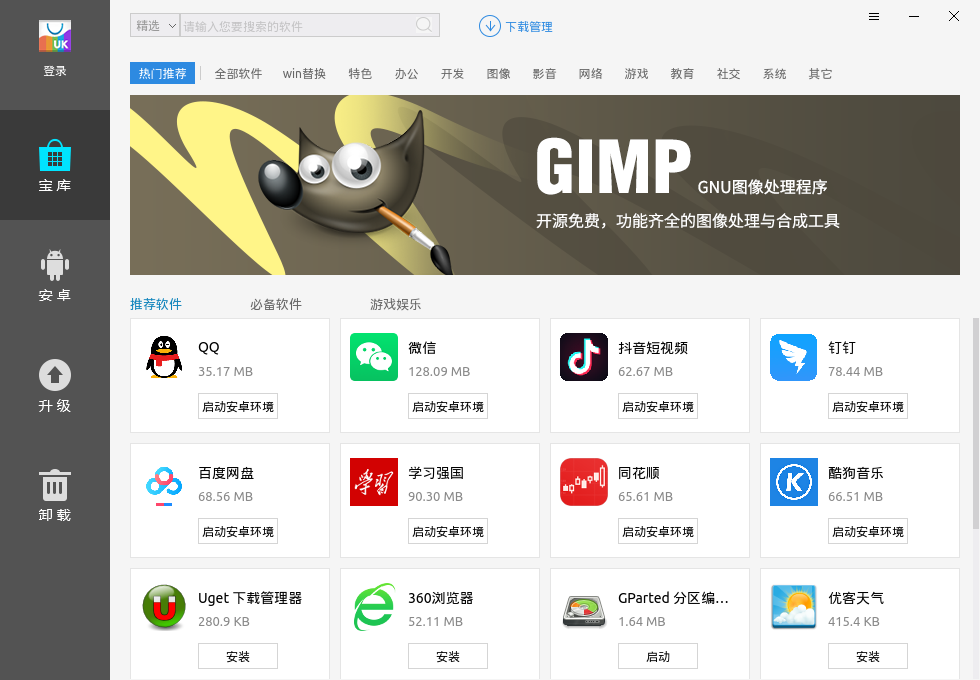 UK
登录
宝 库
安 卓
升 级
卸 载
精选
请输入您要搜索的软件
下载管理
热门推荐 全部软件 win替换 特色 办公 开发 图像 影音 网络 游戏 教育 社交 系统 其它
GIMP GNU图像处理程序
开源免费，功能齐全的图像处理与合成工具
推荐软件 必备软件 游戏娱乐
QQ
35.17 MB
启动安卓环境
微信
128.09 MB
启动安卓环境
抖音短视频
62.67 MB
启动安卓环境
钉钉
78.44 MB
启动安卓环境
百度网盘
68.56 MB
启动安卓环境
学習
学习强国
90.30 MB
启动安卓环境
同花顺
65.61 MB
启动安卓环境
K
酷狗音乐
66.51 MB
启动安卓环境
U
Uget 下载管理器
280.9 KB
安装
360浏览器
52.11 MB
安装
GParted 分区编...
1.64 MB
启动
优客天气
415.4 KB
安装